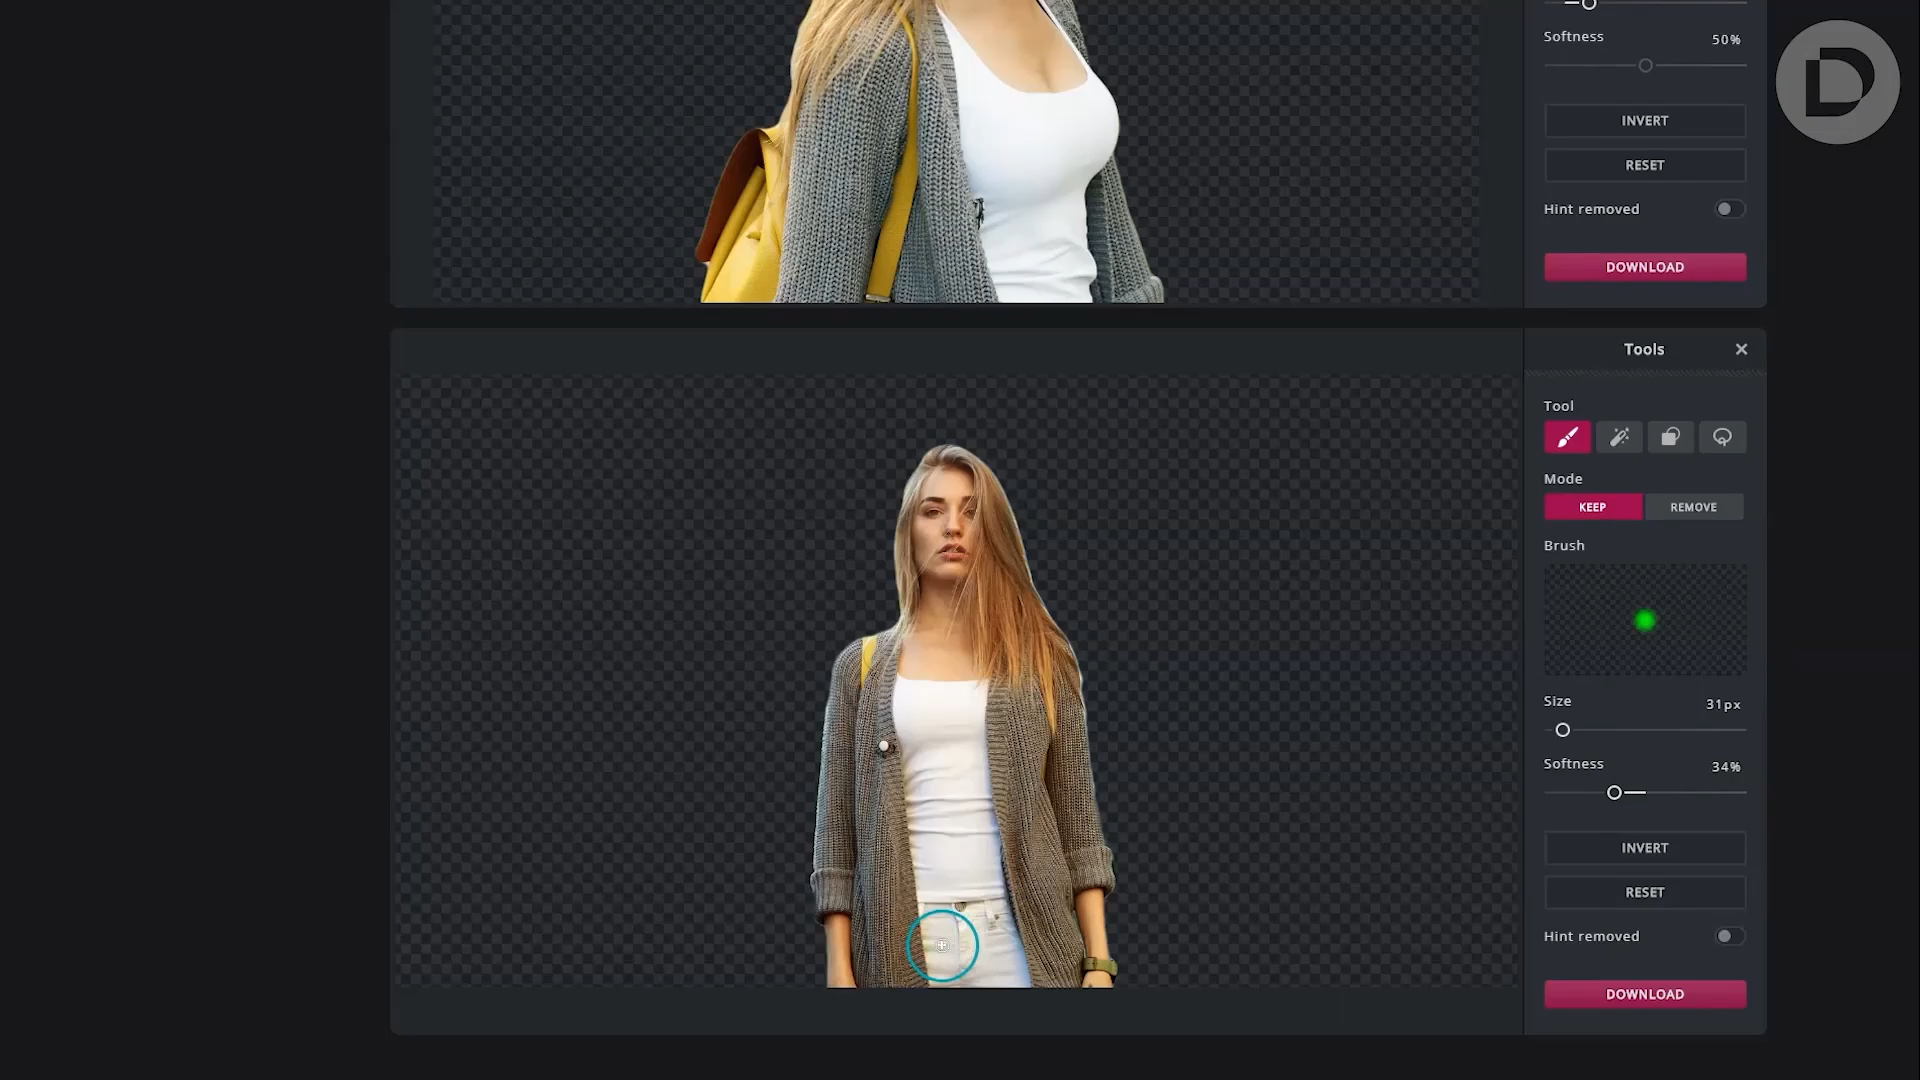 Softness 50%
INVERT
RESET
Hint removed
DOWNLOAD
Tools
Tool
Mode
KEEP REMOVE
Brush
Size 31px
Softness 34%
INVERT
RESET
Hint removed
DOWNLOAD